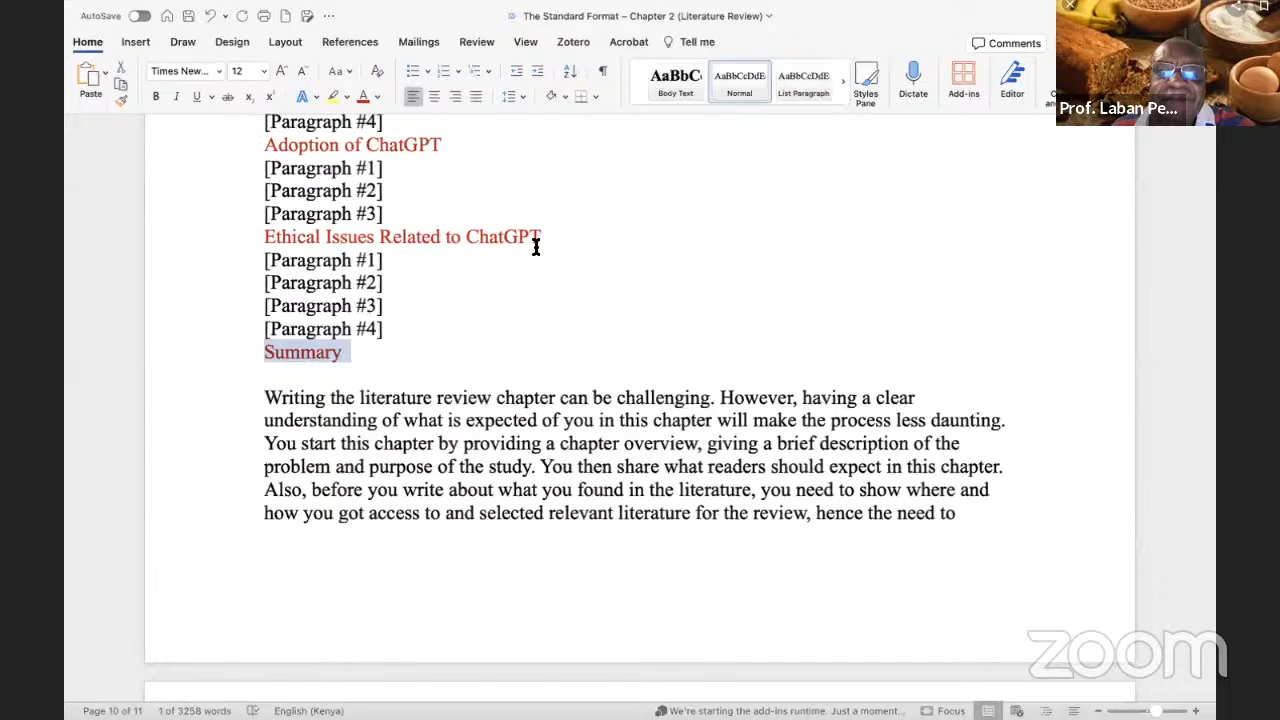 AutoSave
The Standard Format – Chapter 2 (Literature Review)
Home Insert Draw Design Layout References Mailings Review View Zotero Acrobat Tell me
Comments
Paste
Times New... 12
AaBbC AaBbCcDdE AaBbCcDdE
Body Text Normal List Paragraph
Styles Pane
Dictate
Add-ins
Editor
Prof. Laban Pe...
[Paragraph #4]
Adoption of ChatGPT
[Paragraph #1]
[Paragraph #2]
[Paragraph #3]
Ethical Issues Related to ChatGPT
[Paragraph #1]
[Paragraph #2]
[Paragraph #3]
[Paragraph #4]
Summary
Writing the literature review chapter can be challenging. However, having a clear
understanding of what is expected of you in this chapter will make the process less daunting.
You start this chapter by providing a chapter overview, giving a brief description of the
problem and purpose of the study. You then share what readers should expect in this chapter.
Also, before you write about what you found in the literature, you need to show where and
how you got access to and selected relevant literature for the review, hence the need to
zoom
Page 10 of 11 1 of 3258 words English (Kenya) We're starting the add-ins runtime. Just a moment... Focus